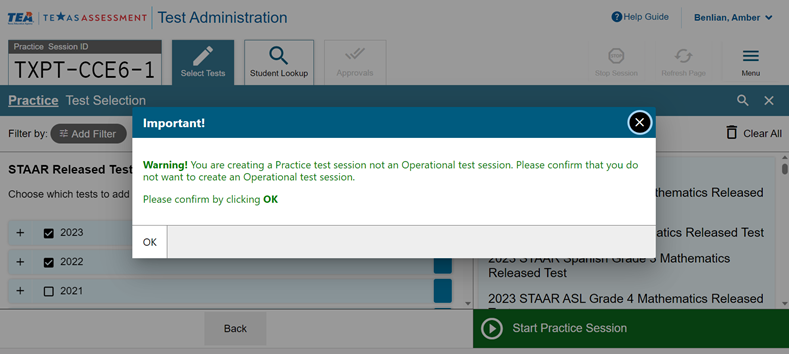 TEA TEXAS ASSESSMENT Test Administration
Help Guide Benlian, Amber
Practice Session ID
TXPT-CCE6-1
Select Tests
Student Lookup
Approvals
Stop Session
Refresh Page
Menu
Practice Test Selection
Filter by: Add Filter
Clear All
Important!
Warning! You are creating a Practice test session not an Operational test session. Please confirm that you do
not want to create an Operational test session.
Please confirm by clicking OK
OK
STAAR Released Test
Choose which tests to add
+ 2023
+ 2022
+ 2021
thematics Released
atics Released Test
2023 STAAR Spanish Grade 3 Mathematics
Released Test
2023 STAAR ASL Grade 4 Mathematics Released
Back
Start Practice Session